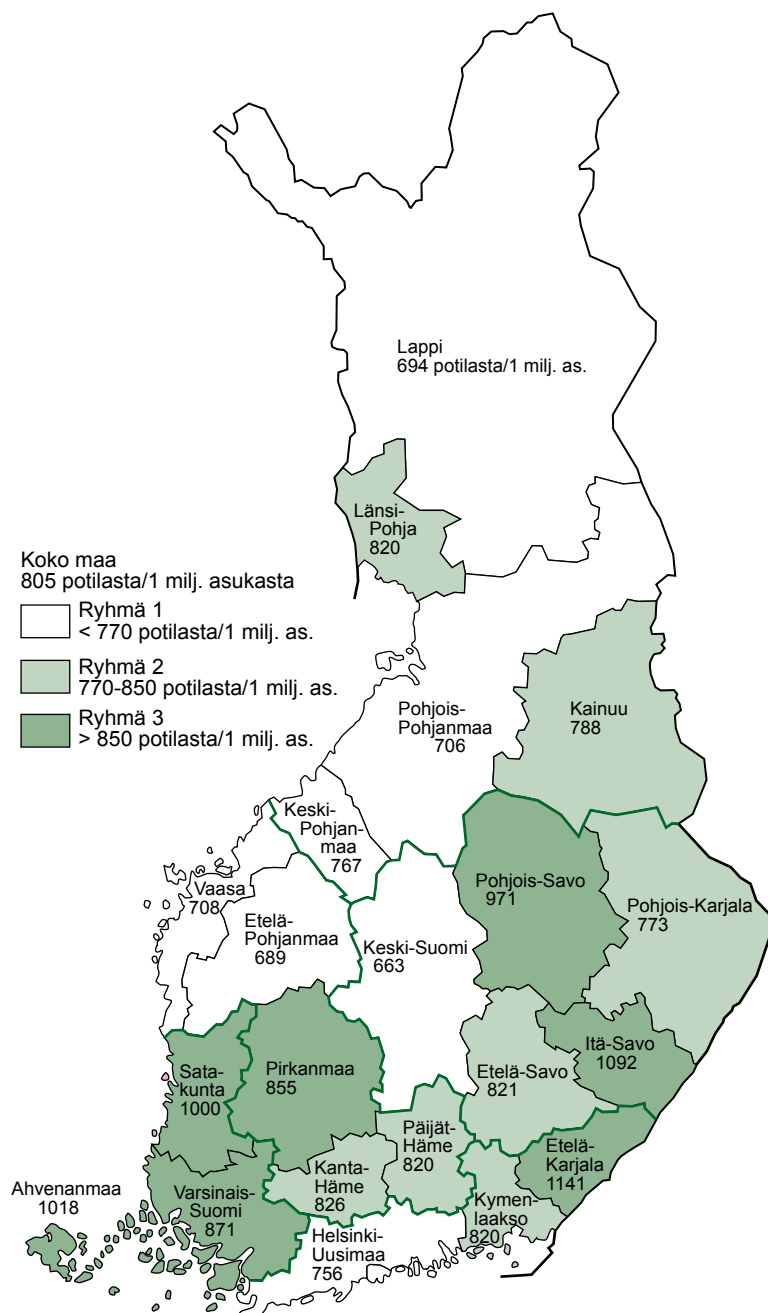 Lappi
694 potilasta/1 milj. as.
Länsi-
Pohja
820
Koko maa
805 potilasta/1 milj. asukasta
Ryhmä 1
< 770 potilasta/1 milj. as.
Ryhmä 2
770-850 potilasta/1 milj. as.
Ryhmä 3
> 850 potilasta/1 milj. as.
Pohjois-
Pohjanmaa
706
Kainuu
788
Keski-
Pohjan-
maa
767
Vaasa
708
Etelä-
Pohjanmaa
689
Keski-Suomi
663
Pohjois-Savo
971
Pohjois-Karjala
773
Itä-Savo
1092
Etelä-Savo
821
Sata-
kunta
1000
Pirkanmaa
855
Päijät-
Häme
820
Etelä-
Karjala
1141
Kanta-
Häme
826
Kymen-
laakso
820
Ahvenanmaa
1018
Varsinais-
Suomi
871
Helsinki-
Uusimaa
756